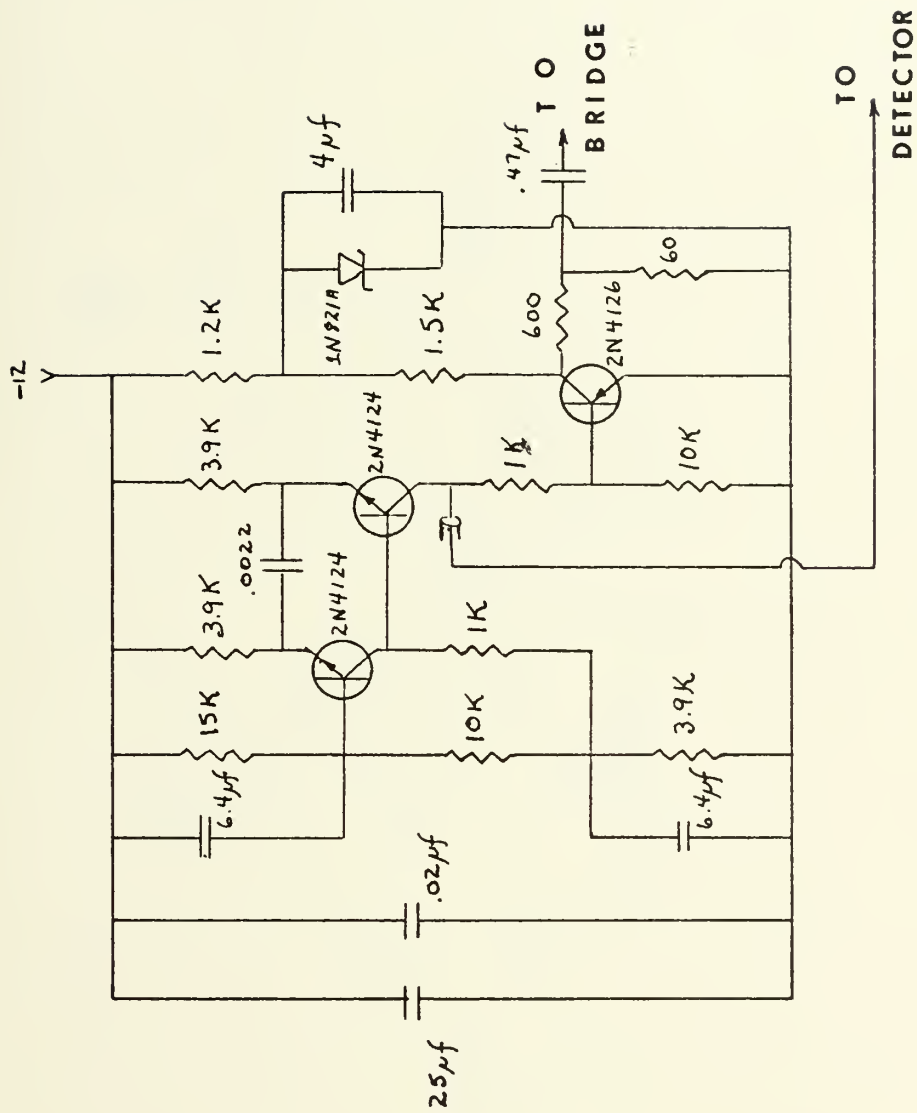 -12
3.9K
3.9K
1.2K
15K
6.4µf
.0022
2N4124
2N4124
1N821A
4µf
1.5K
.47µf
TO
BRIDGE
600
60
2N4126
1K
1K
10K
10K
3.9K
6.4µf
.02µf
25µf
TO
DETECTOR